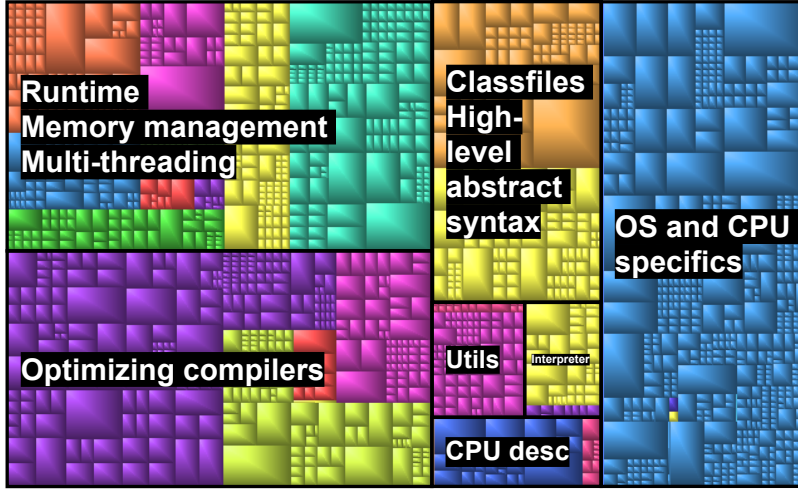 Runtime
Memory management
Multi-threading
Classfiles
High-
level
abstract
syntax
OS and CPU
specifics
Optimizing compilers
Utils
Interpreter
CPU desc